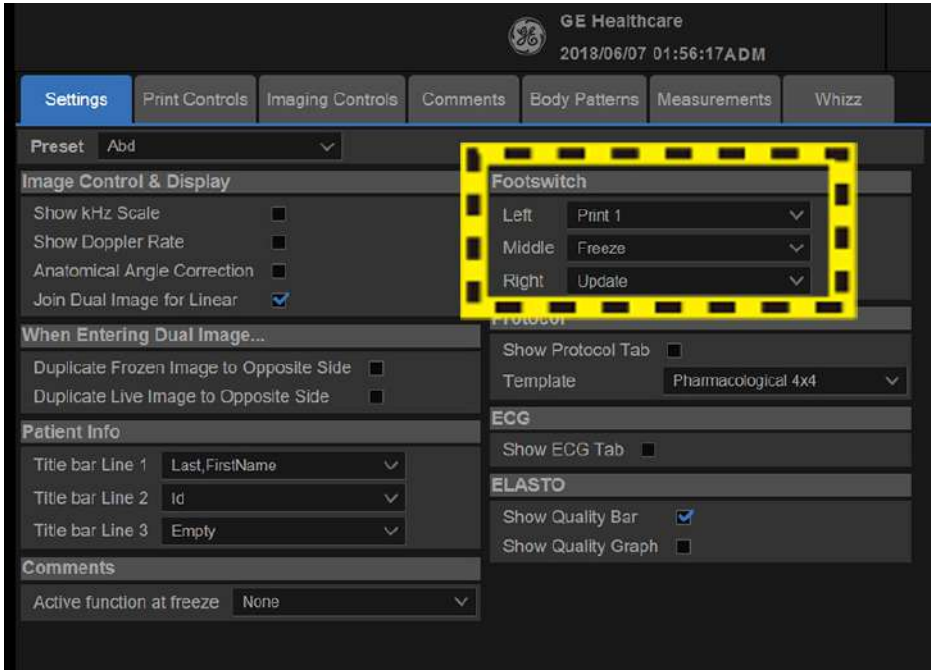 GE Healthcare
2018/06/07 01:56:17ADM
Settings Print Controls Imaging Controls Comments Body Patterns Measurements Whizz
Preset Abd
Image Control & Display
Show kHz Scale
Show Doppler Rate
Anatomical Angle Correction
Join Dual Image for Linear
When Entering Dual Image...
Duplicate Frozen Image to Opposite Side
Duplicate Live Image to Opposite Side
Patient Info
Title bar Line 1 Last,FirstName
Title bar Line 2 Id
Title bar Line 3 Empty
Comments
Active function at freeze None
Footswitch
Left Print 1
Middle Freeze
Right Update
Protocol
Show Protocol Tab
Template Pharmacological 4x4
ECG
Show ECG Tab
ELASTO
Show Quality Bar
Show Quality Graph